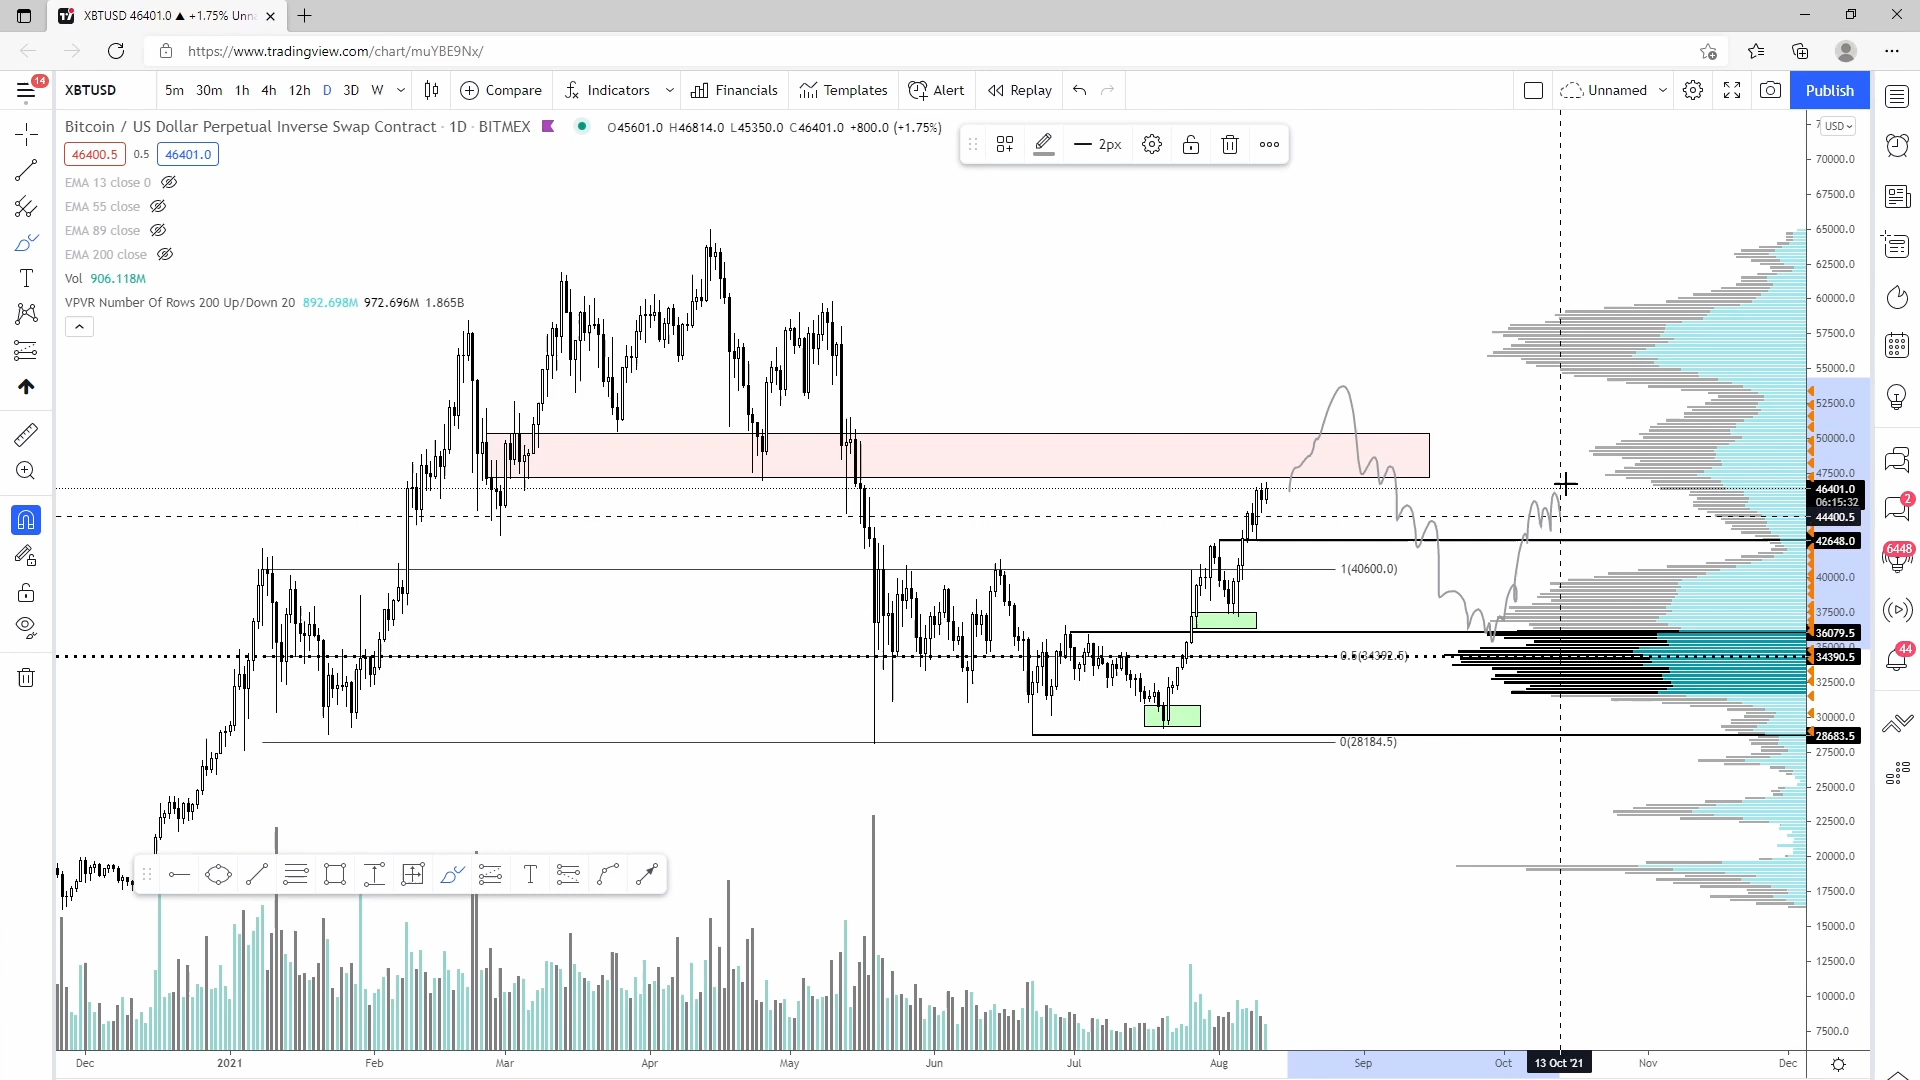 XBTUSD 46401.0 ▲ +1.75% Unna
https://www.tradingview.com/chart/muYBE9Nx/
14
XBTUSD 5m 30m 1h 4h 12h D 3D W Compare Indicators Financials Templates Alert Replay Unnamed Publish
Bitcoin / US Dollar Perpetual Inverse Swap Contract · 1D · BITMEX O45601.0 H46814.0 L45350.0 C46401.0 +800.0 (+1.75%)
USD
2px
46400.5 0.5 46401.0
EMA 13 close 0
EMA 55 close
EMA 89 close
EMA 200 close
Vol 906.118M
VPVR Number Of Rows 200 Up/Down 20 892.698M 972.696M 1.865B
70000.0
67500.0
65000.0
62500.0
60000.0
57500.0
55000.0
52500.0
50000.0
47500.0
46401.0
06:15:32
44400.5
42648.0
1(40600.0)
40000.0
37500.0
36079.5
0.5(34392.5)
34390.5
32500.0
30000.0
28683.5
0(28184.5)
27500.0
25000.0
22500.0
20000.0
17500.0
15000.0
12500.0
10000.0
7500.0
2
6448
44
Dec 2021 Feb Mar Apr May Jun Jul Aug Sep Oct 13 Oct '21 Nov Dec